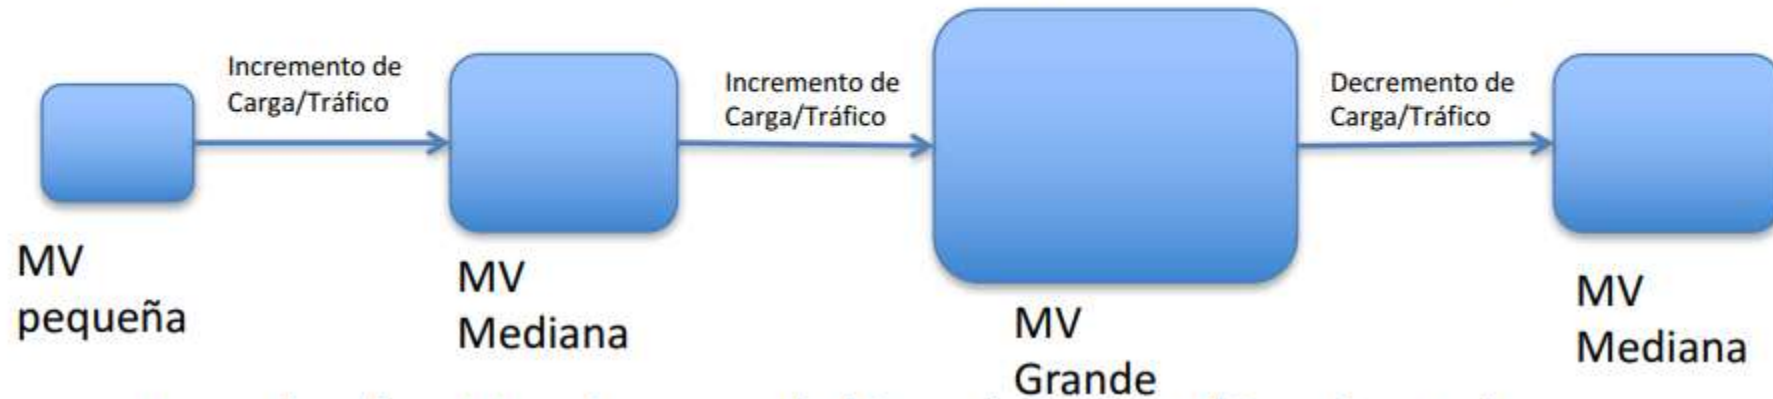 Incremento de
Carga/Tráfico
Incremento de
Carga/Tráfico
Decremento de
Carga/Tráfico
MV
pequeña
MV
Mediana
MV
Grande
MV
Mediana